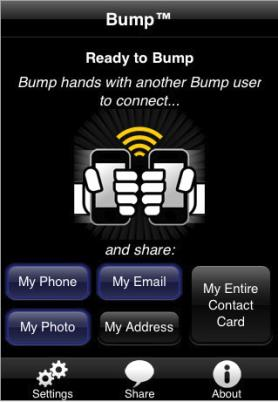 Bump™
Ready to Bump
Bump hands with another Bump user
to connect...
and share:
My Phone
My Email
My Entire
Contact
Card
My Photo
My Address
Settings
Share
About